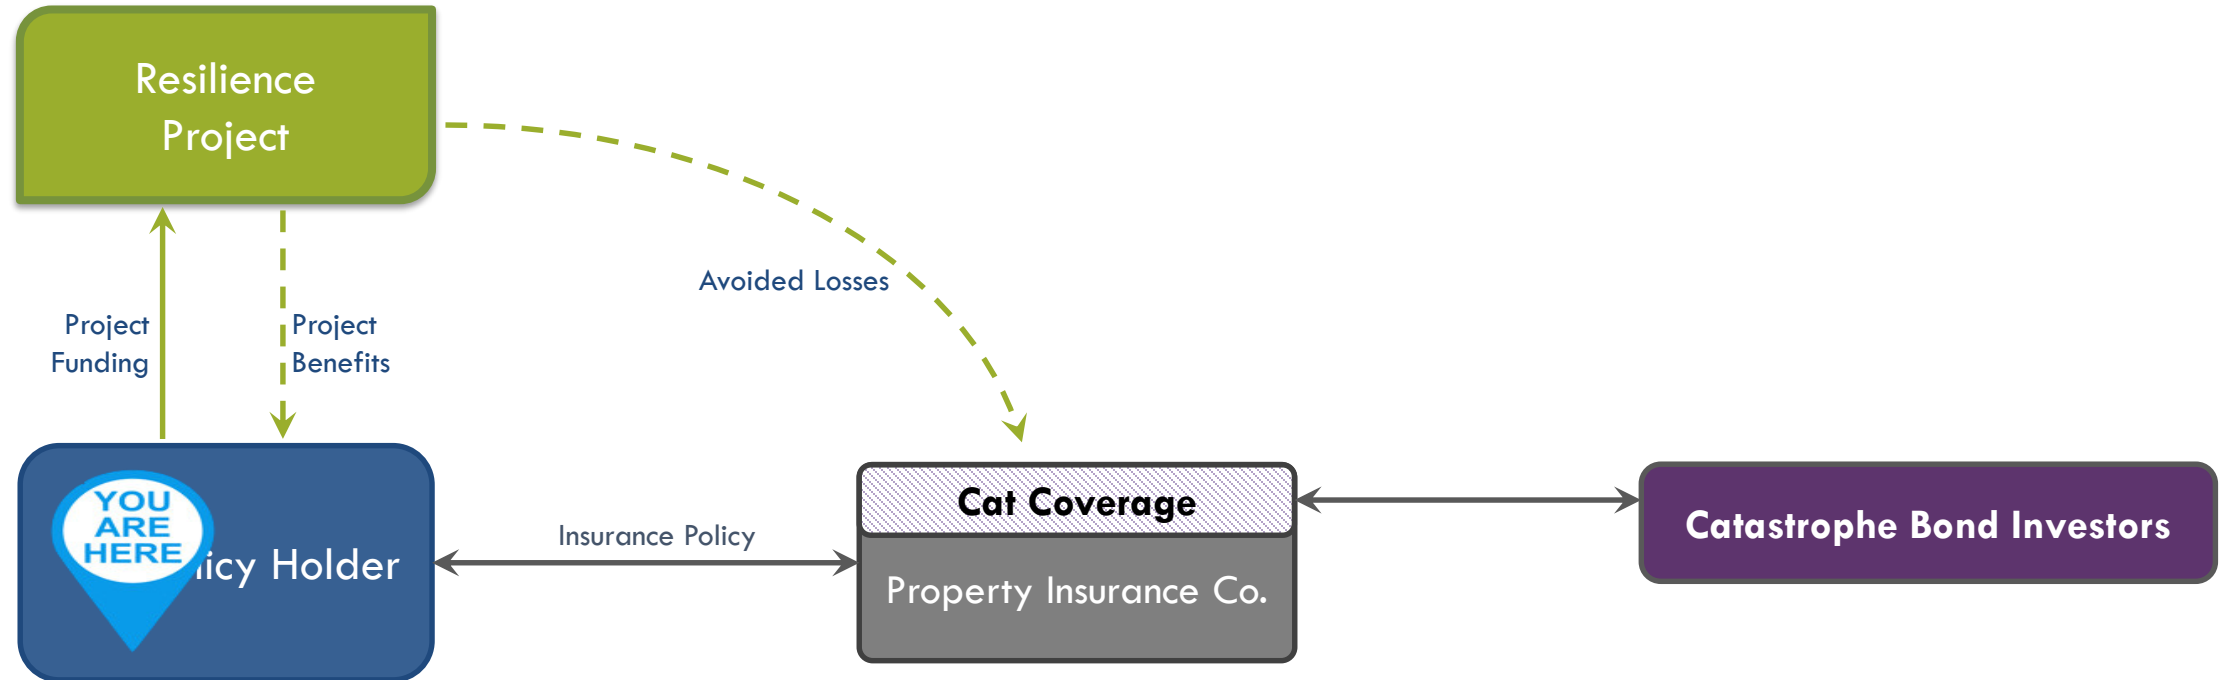 Resilience
Project
Avoided Losses
Project
Funding
Project
Benefits
YOU
ARE
HERE
licy Holder
Insurance Policy
Cat Coverage
Property Insurance Co.
Catastrophe Bond Investors